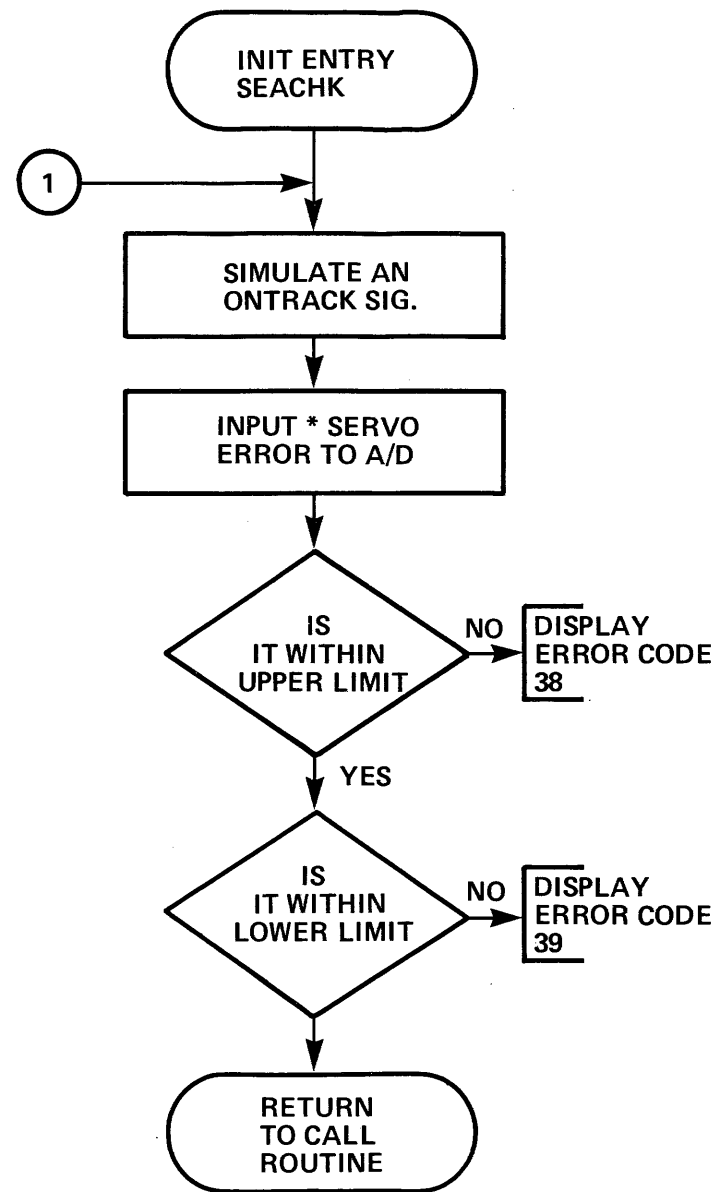 INIT ENTRY
SEACHK
1
SIMULATE AN
ONTRACK SIG.
INPUT * SERVO
ERROR TO A/D
IS
IT WITHIN
UPPER LIMIT
NO
DISPLAY
ERROR CODE
38
YES
IS
IT WITHIN
LOWER LIMIT
NO
DISPLAY
ERROR CODE
39
RETURN
TO CALL
ROUTINE